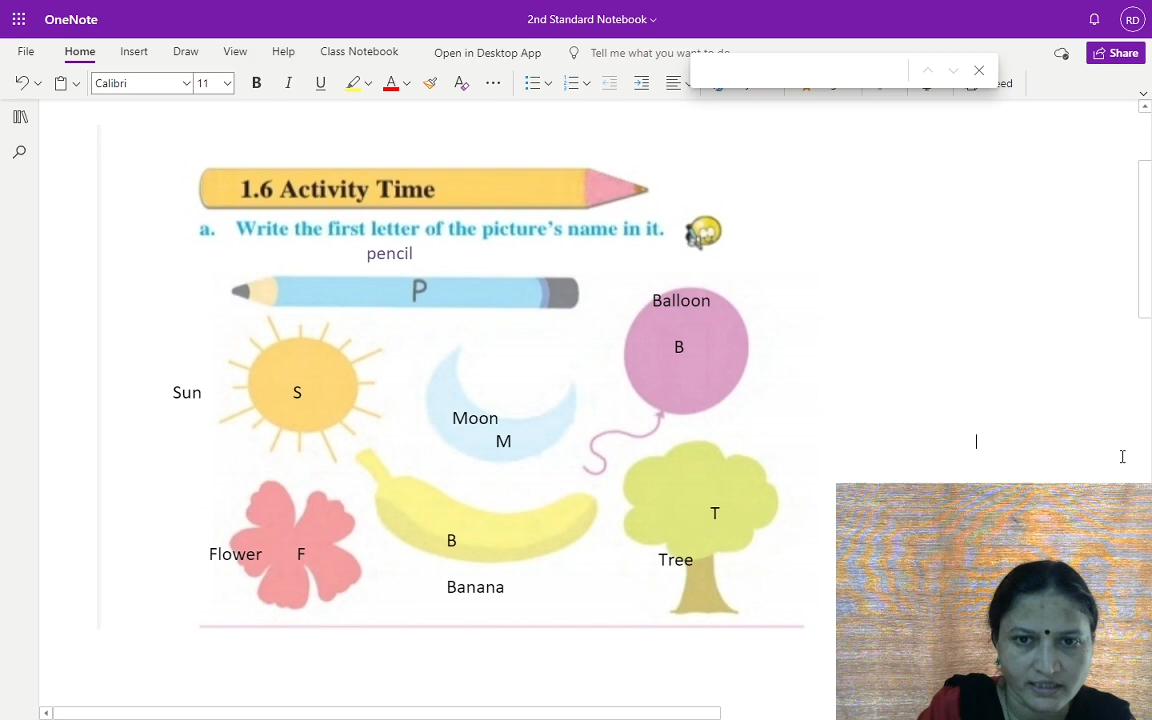 OneNote
2nd Standard Notebook
RD
File Home Insert Draw View Help Class Notebook Open in Desktop App Tell me what you want to do
Share
Calibri 11 B I U A A
1.6 Activity Time
a. Write the first letter of the picture's name in it.
pencil
P
Balloon
B
Sun S
Moon
M
T
B
Flower F
Tree
Banana